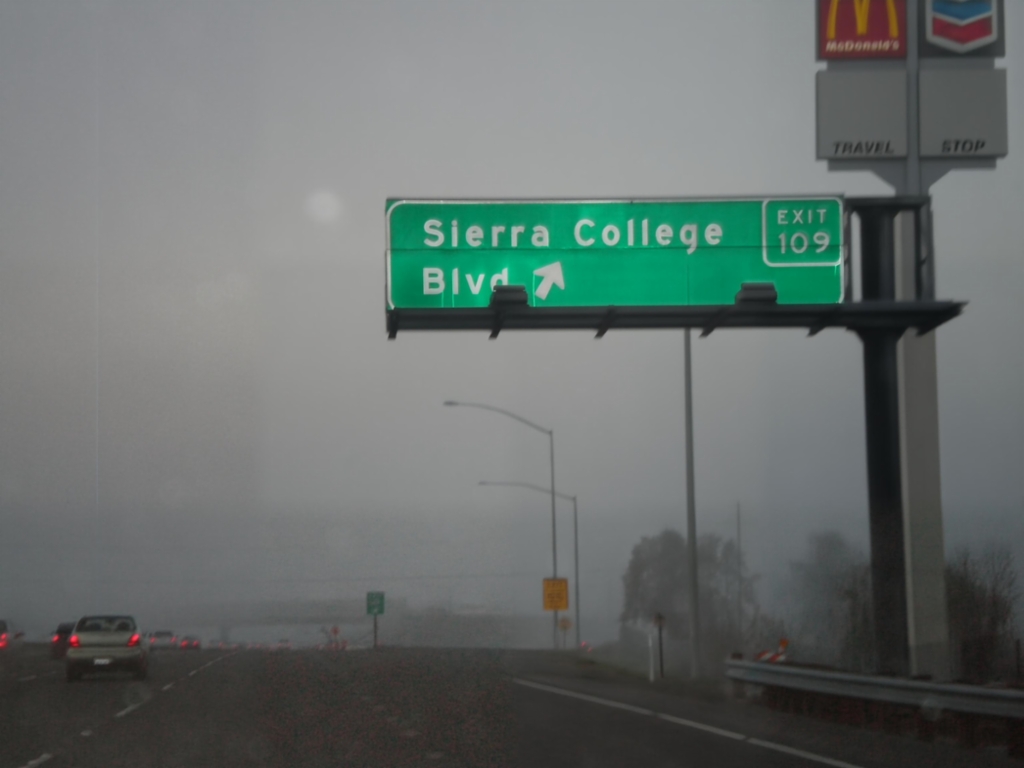 McDonald's
TRAVEL STOP
Sierra College
Blvd
EXIT
109